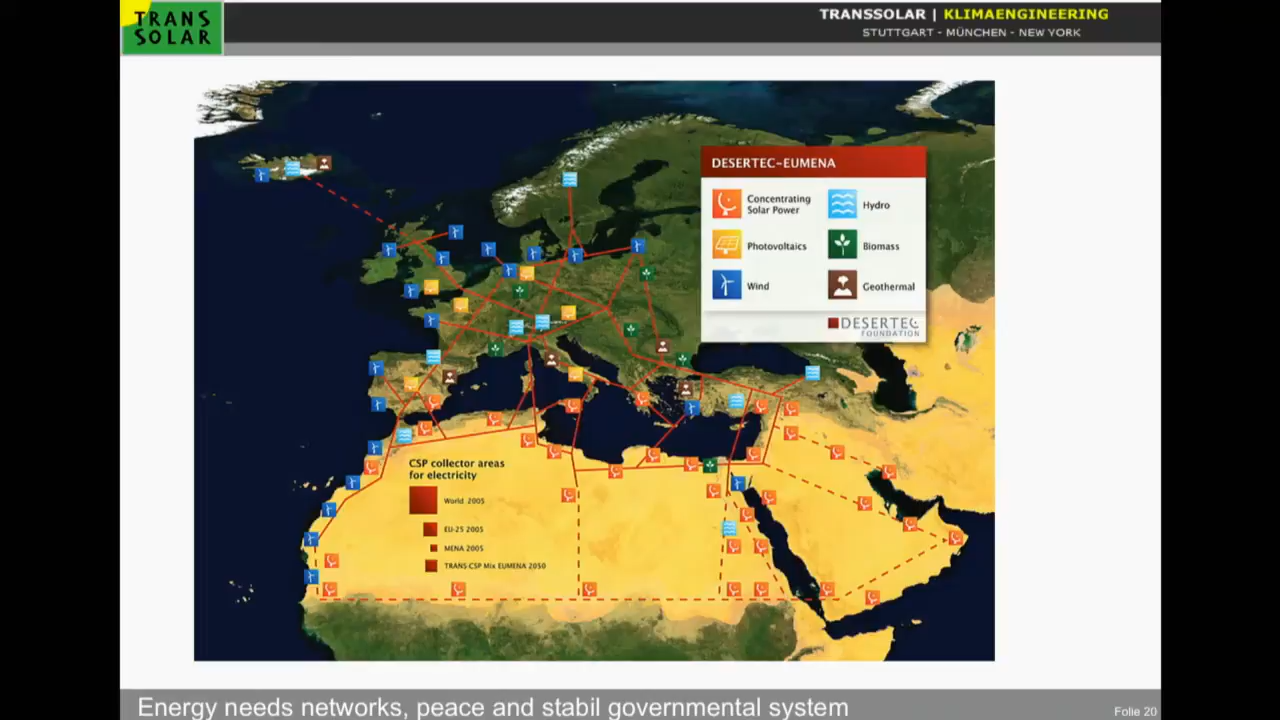 TRANS
SOLAR
TRANSSOLAR | KLIMAENGINEERING
STUTTGART - MÜNCHEN - NEW YORK
DESERTEC-EUMENA
Concentrating
Solar Power
Hydro
Photovoltaics
Biomass
Wind
Geothermal
DESERTEC
FOUNDATION
CSP collector areas
for electricity
World 2005
EU-25 2005
MENA 2005
TRANS-CSP Mix EUMENA 2050
Energy needs networks, peace and stabil governmental system
Folie 20